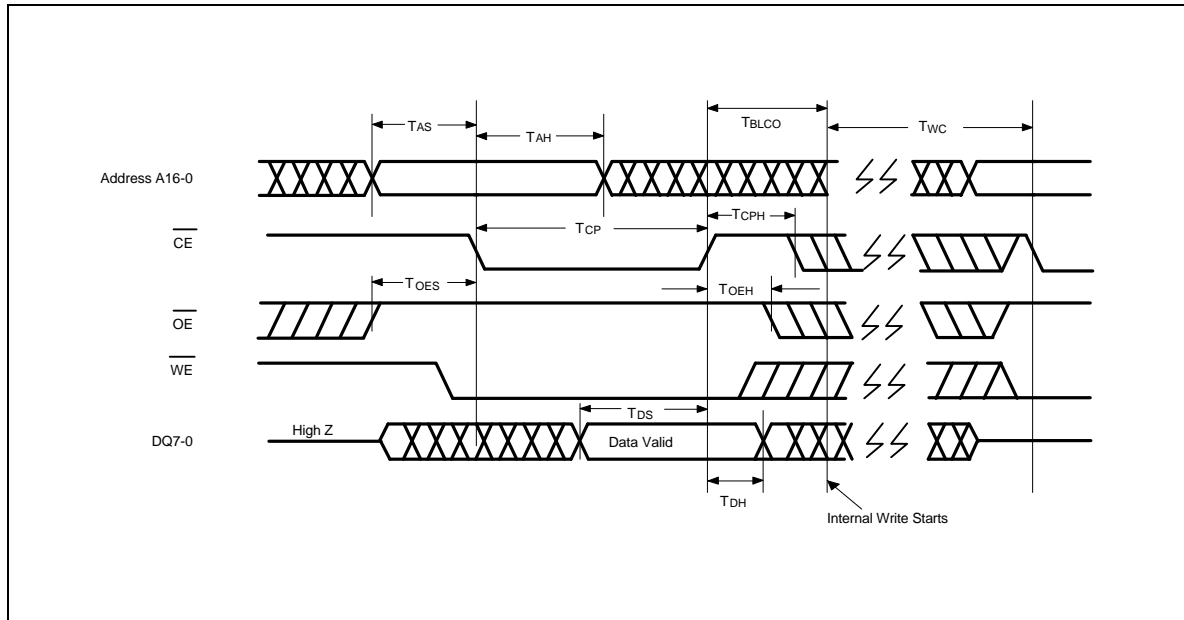 TAS
TAH
TBLCO
TWC
Address A16-0
TCP
TCPH
CE
TOES
TOEH
OE
WE
TDS
DQ7-0
High Z
Data Valid
TDH
Internal Write Starts